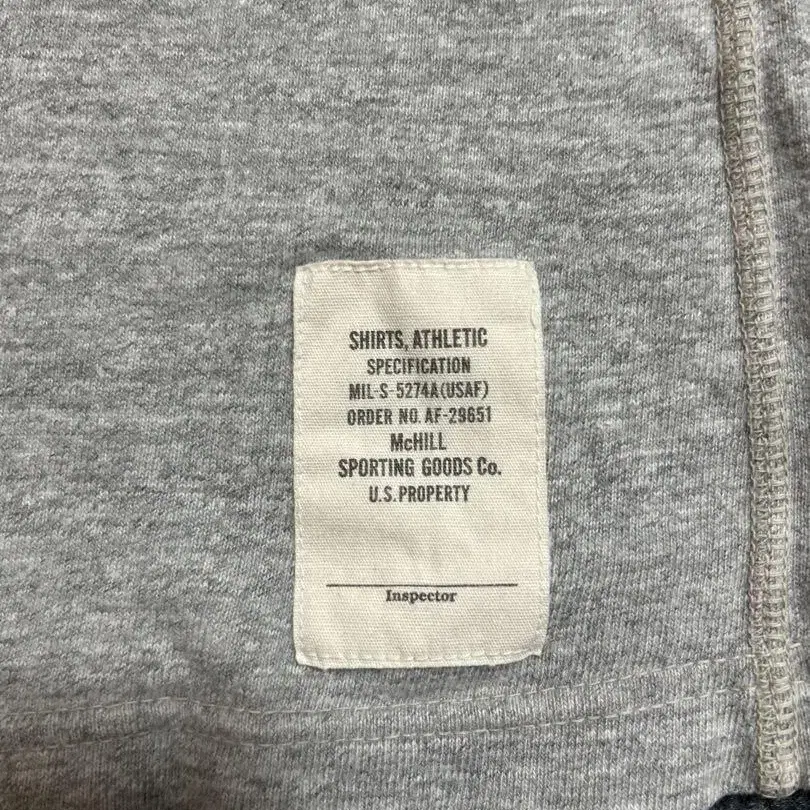 SHIRTS, ATHLETIC
SPECIFICATION
MIL-S-5274A(USAF)
ORDER NO. AF-29651
McHILL
SPORTING GOODS Co.
U.S. PROPERTY
Inspector